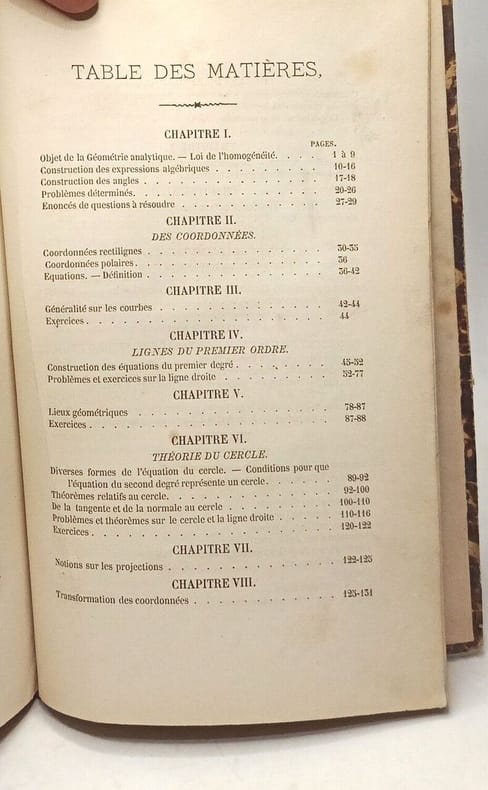 TABLE DES MATIÈRES,
CHAPITRE I.
PAGES.
Objet de la Géométrie analytique. — Loi de l'homogénéité. . . . . 1 à 9
Construction des expressions algébriques . . . . . . . . . 10-16
Construction des angles . . . . . . . . . . . . . . . 17-18
Problèmes déterminés. . . . . . . . . . . . . . . . 20-26
Enoncés de questions à résoudre . . . . . . . . . . . . 27-29
CHAPITRE II.
DES COORDONNÉES.
Coordonnées rectilignes . . . . . . . . . . . . . . . 30-35
Coordonnées polaires. . . . . . . . . . . . . . . . 36
Equations. — Définition . . . . . . . . . . . . . . . 36-42
CHAPITRE III.
Généralité sur les courbes . . . . . . . . . . . . . . 42-44
Exercices. . . . . . . . . . . . . . . . . . . . 44
CHAPITRE IV.
LIGNES DU PREMIER ORDRE.
Construction des équations du premier degré . . . . . . . . 45-52
Problèmes et exercices sur la ligne droite . . . . . . . . . 52-77
CHAPITRE V.
Lieux géométriques . . . . . . . . . . . . . . . . 78-87
Exercices. . . . . . . . . . . . . . . . . . . . 87-88
CHAPITRE VI.
THÉORIE DU CERCLE.
Diverses formes de l'équation du cercle. — Conditions pour que
l'équation du second degré représente un cercle. . . . . . 89-92
Théorèmes relatifs au cercle. . . . . . . . . . . . . . 92-100
De la tangente et de la normale au cercle . . . . . . . . . 100-110
Problèmes et théorèmes sur le cercle et la ligne droite . . . . . 110-116
Exercices. . . . . . . . . . . . . . . . . . . . 120-122
CHAPITRE VII.
Notions sur les projections . . . . . . . . . . . . . . 122-125
CHAPITRE VIII.
Transformation des coordonnées . . . . . . . . . . . . 125-131